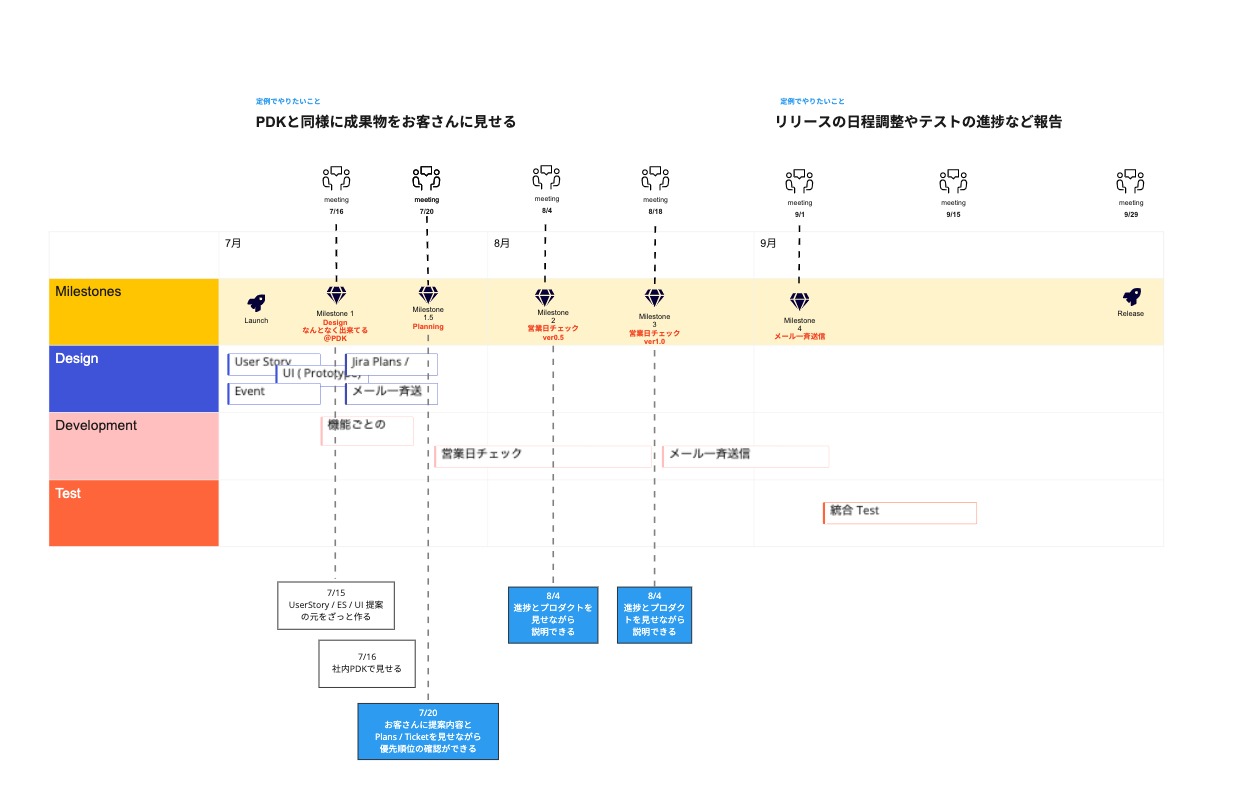 定例でやりたいこと
PDKと同様に成果物をお客さんに見せる
定例でやりたいこと
リリースの日程調整やテストの進捗など報告
meeting
7/16
meeting
7/20
meeting
8/4
meeting
8/18
meeting
9/1
meeting
9/15
meeting
9/29
7月
8月
9月
Milestones
Launch
Milestone 1
Design
なんとなく出来てる
@PDK
Milestone
1.5
Planning
Milestone
2
営業日チェック
ver0.5
Milestone
3
営業日チェック
ver1.0
Milestone
4
メール一斉送信
Release
Design
User Story
UI ( Prototype)
Jira Plans /
Event
メール一斉送
Development
機能ごとの
営業日チェック
メール一斉送信
Test
統合 Test
7/15
UserStory / ES / UI 提案
の元をざっと作る
7/16
社内PDKで見せる
7/20
お客さんに提案内容と
Plans / Ticketを見せながら
優先順位の確認ができる
8/4
進捗とプロダクトを
見せながら
説明できる
8/4
進捗とプロダク
トを見せながら
説明できる